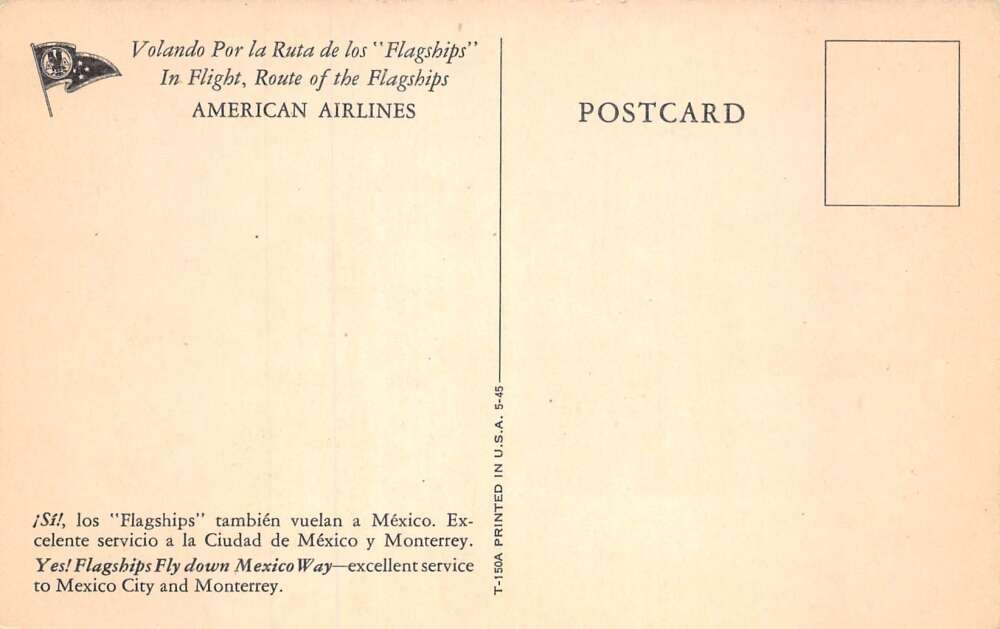 Volando Por la Ruta de los "Flagships"
In Flight, Route of the Flagships
AMERICAN AIRLINES
POSTCARD
¡Sí!, los "Flagships" también vuelan a México. Ex-
celente servicio a la Ciudad de México y Monterrey.
Yes! Flagships Fly down Mexico Way—excellent service
to Mexico City and Monterrey.
T-150A PRINTED IN U.S.A. 5-45